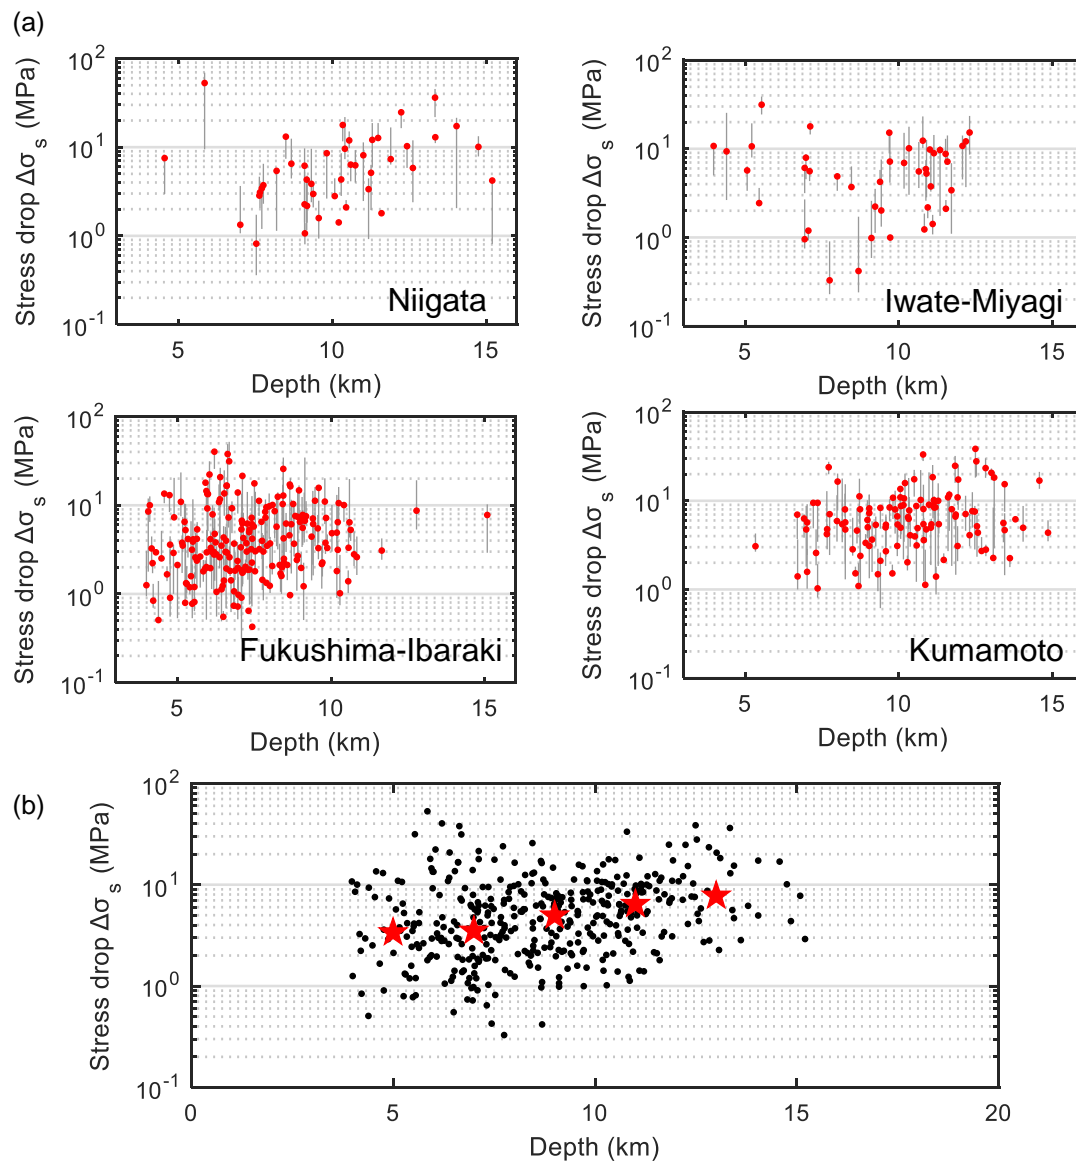 (a)
10^2
10^1
10^0
10^-1
Stress drop Δσ_s (MPa)
Niigata
5
10
15
Depth (km)
10^2
10^1
10^0
10^-1
Stress drop Δσ_s (MPa)
Iwate-Miyagi
5
10
15
Depth (km)
10^2
10^1
10^0
10^-1
Stress drop Δσ_s (MPa)
Fukushima-Ibaraki
5
10
15
Depth (km)
10^2
10^1
10^0
10^-1
Stress drop Δσ_s (MPa)
Kumamoto
5
10
15
Depth (km)
(b)
10^2
10^1
10^0
10^-1
Stress drop Δσ_s (MPa)
0
5
10
15
20
Depth (km)